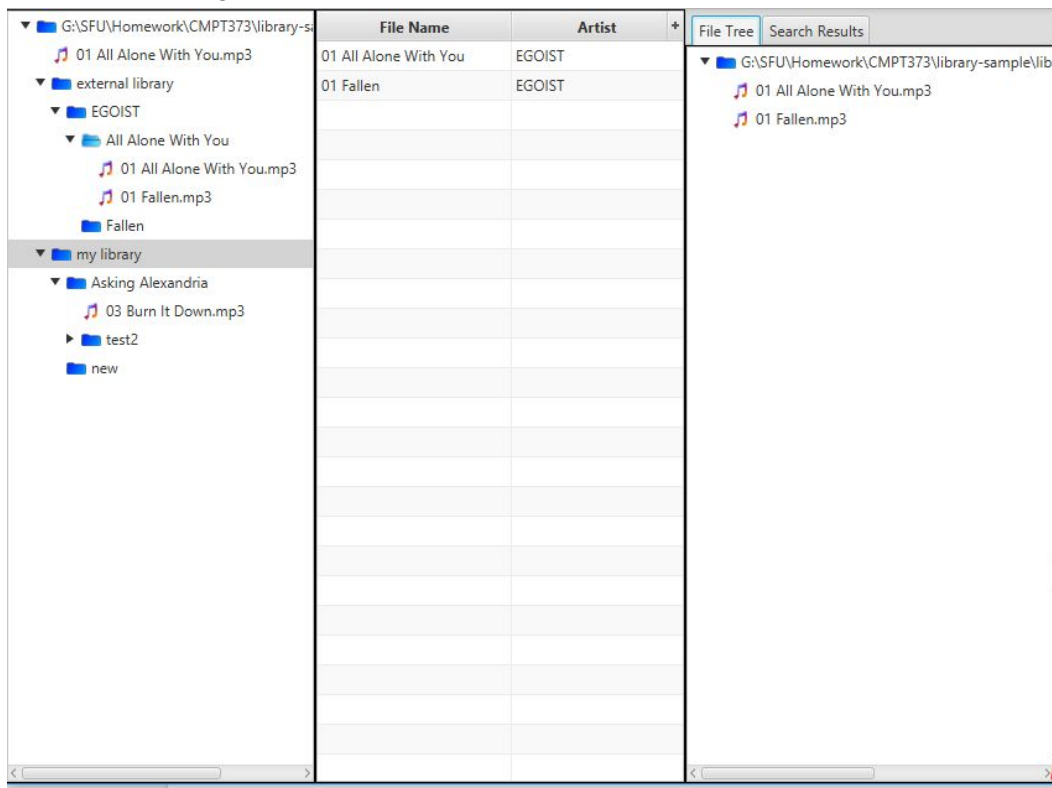 G:\SFU\Homework\CMPT373\library-sa
01 All Alone With You.mp3
external library
EGOIST
All Alone With You
01 All Alone With You.mp3
01 Fallen.mp3
Fallen
my library
Asking Alexandria
03 Burn It Down.mp3
test2
new
File Name Artist +
01 All Alone With You EGOIST
01 Fallen EGOIST
File Tree Search Results
G:\SFU\Homework\CMPT373\library-sample\lib
01 All Alone With You.mp3
01 Fallen.mp3